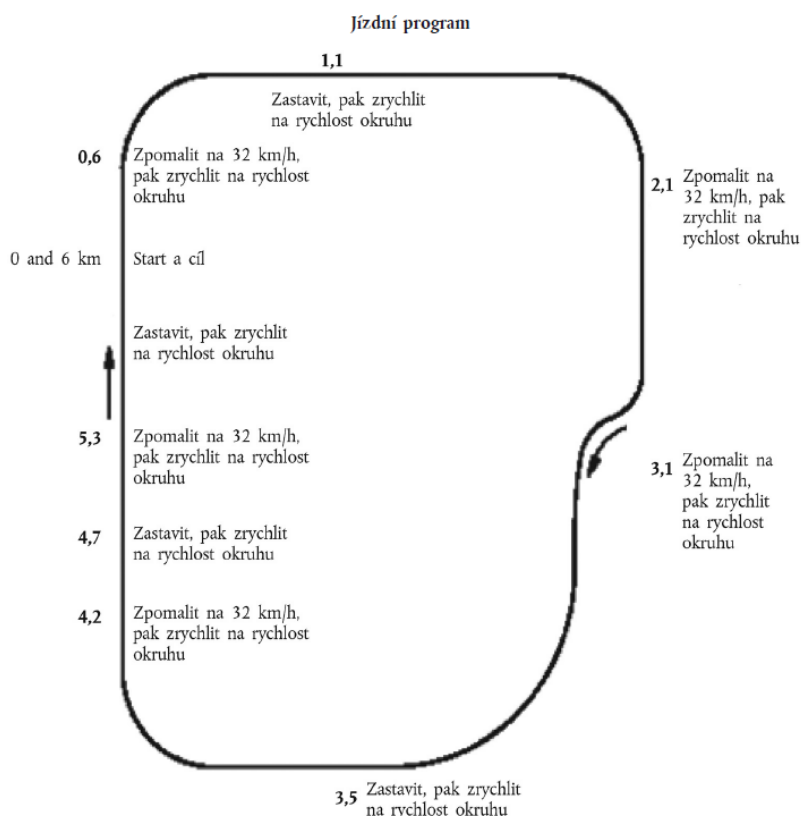 Jízdní program
1,1
Zastavit, pak zrychlit
na rychlost okruhu
0,6
Zpomalit na 32 km/h,
pak zrychlit na rychlost
okruhu
2,1
Zpomalit na
32 km/h, pak
zrychlit na
rychlost okruhu
0 and 6 km
Start a cíl
Zastavit, pak zrychlit
na rychlost okruhu
5,3
Zpomalit na 32 km/h,
pak zrychlit na rychlost
okruhu
3,1
Zpomalit na
32 km/h,
pak zrychlit
na rychlost
okruhu
4,7
Zastavit, pak zrychlit
na rychlost okruhu
4,2
Zpomalit na 32 km/h,
pak zrychlit na rychlost
okruhu
3,5
Zastavit, pak zrychlit
na rychlost okruhu